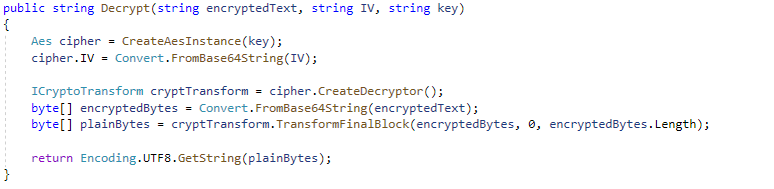 public string Decrypt(string encryptedText, string IV, string key)
{
Aes cipher = CreateAesInstance(key);
cipher.IV = Convert.FromBase64String(IV);
ICryptoTransform cryptTransform = cipher.CreateDecryptor();
byte[] encryptedBytes = Convert.FromBase64String(encryptedText);
byte[] plainBytes = cryptTransform.TransformFinalBlock(encryptedBytes, 0, encryptedBytes.Length);
return Encoding.UTF8.GetString(plainBytes);
}